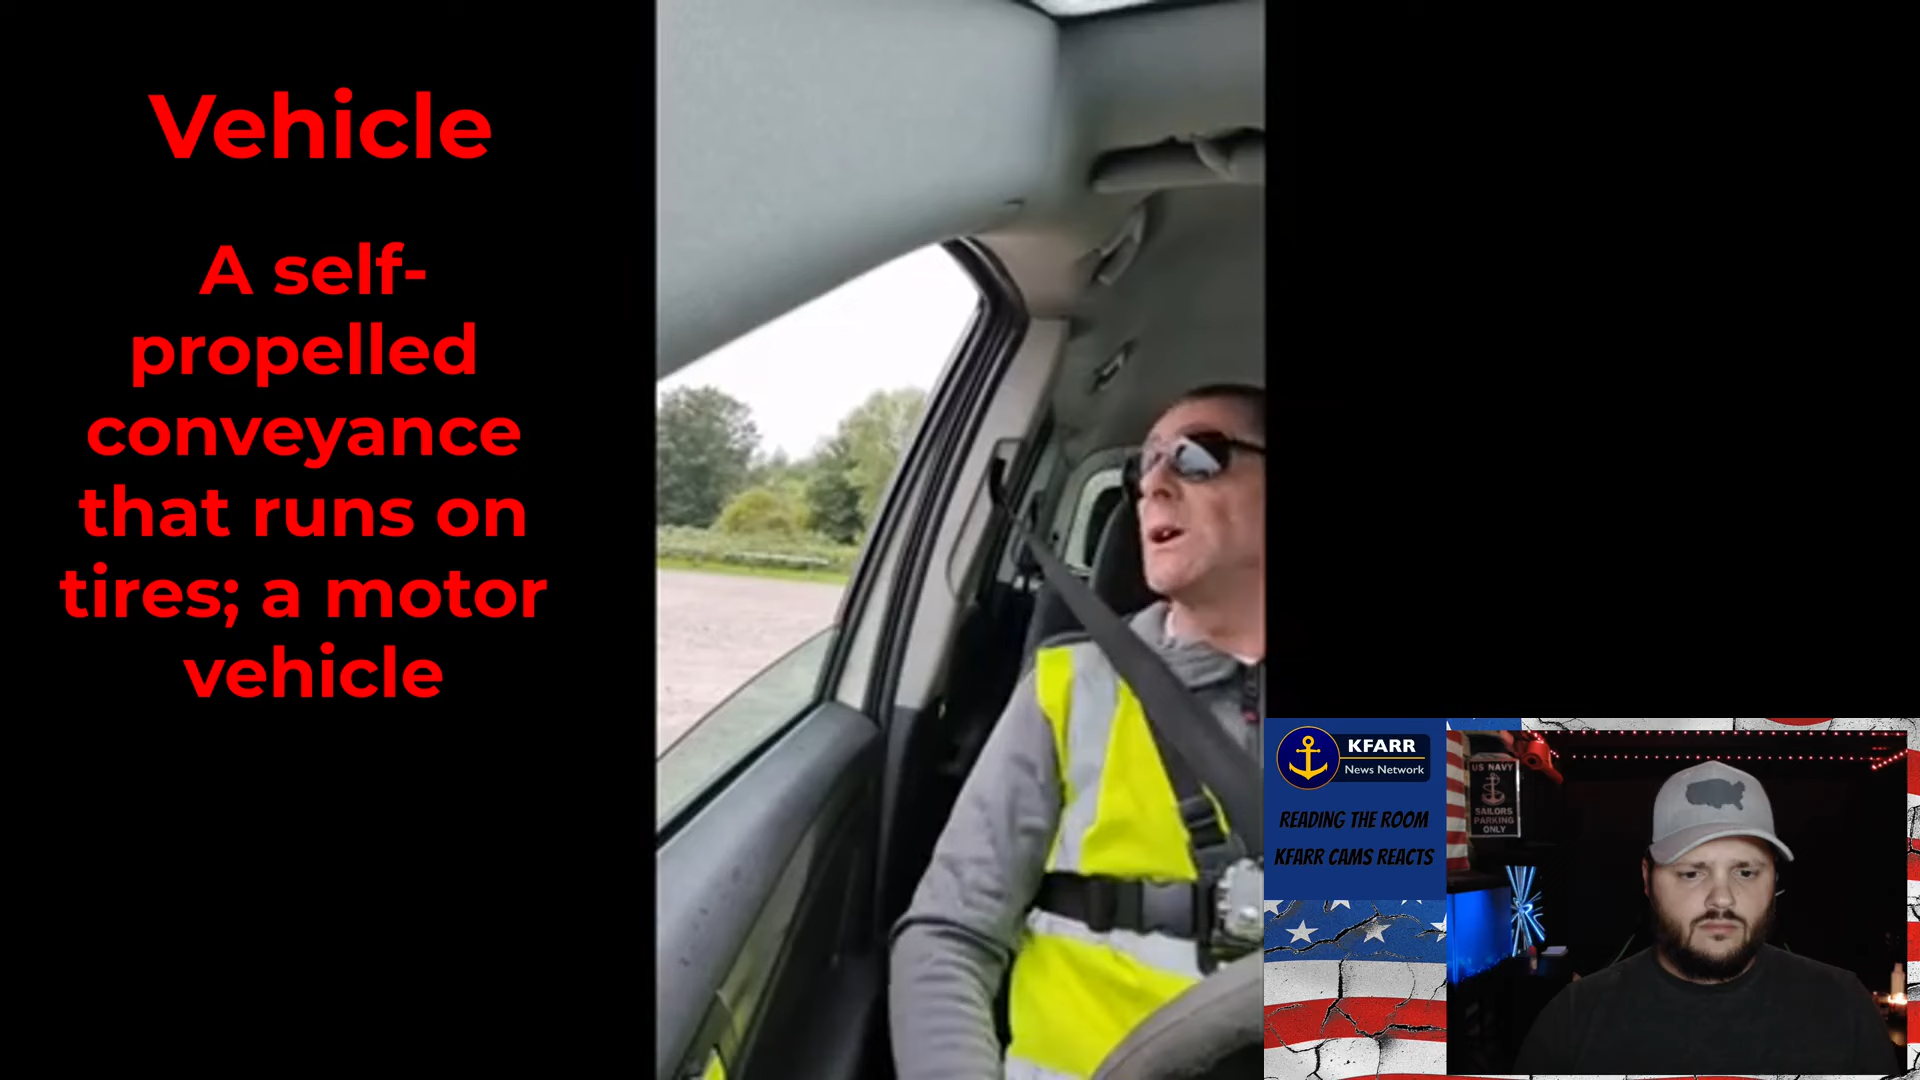 Vehicle
A self-
propelled
conveyance
that runs on
tires; a motor
vehicle
KFARR
News Network
READING THE ROOM
KFARR CAMS REACTS
US NAVY
SAILORS
PARKING
ONLY